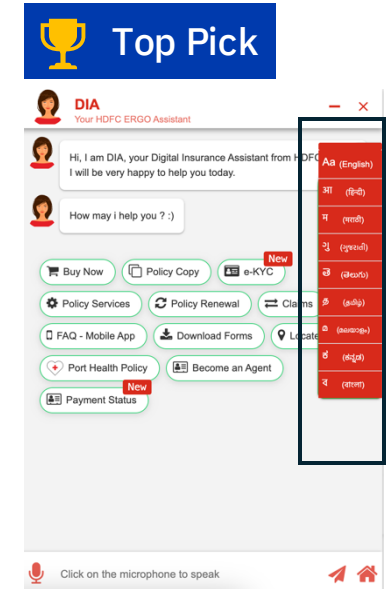 Top Pick
DIA
Your HDFC ERGO Assistant
Hi, I am DIA, your Digital Insurance Assistant from HDFC
I will be very happy to help you today.
How may i help you ? :)
Aa (English)
आ (हिन्दी)
म (मराठी)
ગુ (ગુજરાતી)
తె (తెలుగు)
த (தமிழ்)
മ (മലയാളം)
ಕ (ಕನ್ನಡ)
ব (বাংলা)
Buy Now
Policy Copy
e-KYC
New
Policy Services
Policy Renewal
Claims
FAQ - Mobile App
Download Forms
Locate
Port Health Policy
Become an Agent
Payment Status
New
Click on the microphone to speak